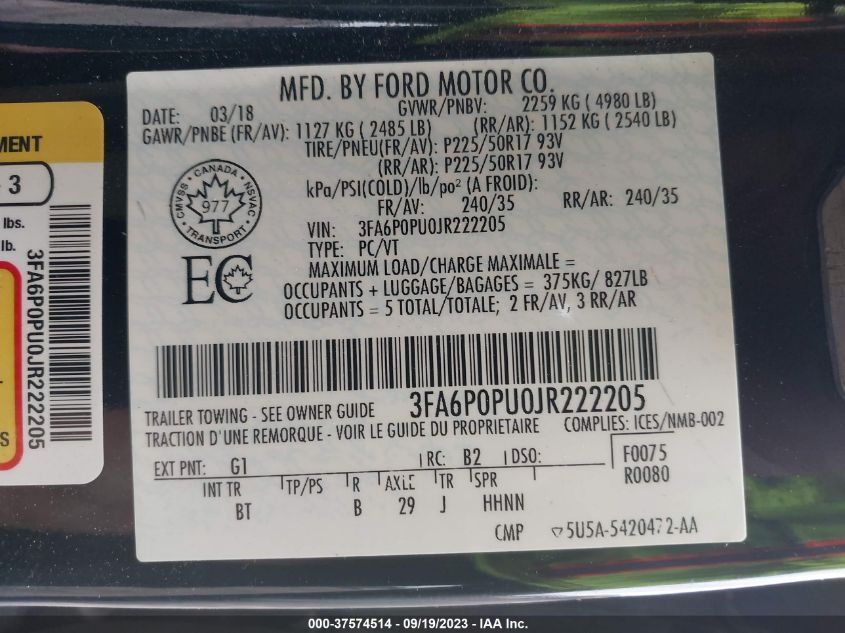 MFD. BY FORD MOTOR CO.
DATE: 03/18 GVWR/PNBV: 2259 KG ( 4980 LB)
GAWR/PNBE (FR/AV): 1127 KG ( 2485 LB) (RR/AR): 1152 KG ( 2540 LB)
TIRE/PNEU(FR/AV): P225/50R17 93V
(RR/AR): P225/50R17 93V
kPa/PSI(COLD)/lb/po² (A FROID):
FR/AV: 240/35 RR/AR: 240/35
VIN: 3FA6P0PU0JR222205
TYPE: PC/VT
MAXIMUM LOAD/CHARGE MAXIMALE =
OCCUPANTS + LUGGAGE/BAGAGES = 375KG/ 827LB
OCCUPANTS = 5 TOTAL/TOTALE; 2 FR/AV, 3 RR/AR
CMVSS • CANADA • NSVAC • TRANSPORT •
977
EC
3FA6P0PU0JR222205
TRAILER TOWING - SEE OWNER GUIDE
TRACTION D'UNE REMORQUE - VOIR LE GUIDE DU PROPRIETAIRE COMPLIES: ICES/NMB-002
EXT PNT: G1 RC: B2 DSO: F0075
INT TR TP/PS R AXLE TR SPR R0080
BT B 29 J HHNN
CMP 5U5A-5420472-AA
MENT
- 3
lbs.
lb.
S
3FA6P0PU0JR222205
000-37574514 - 09/19/2023 - IAA Inc.